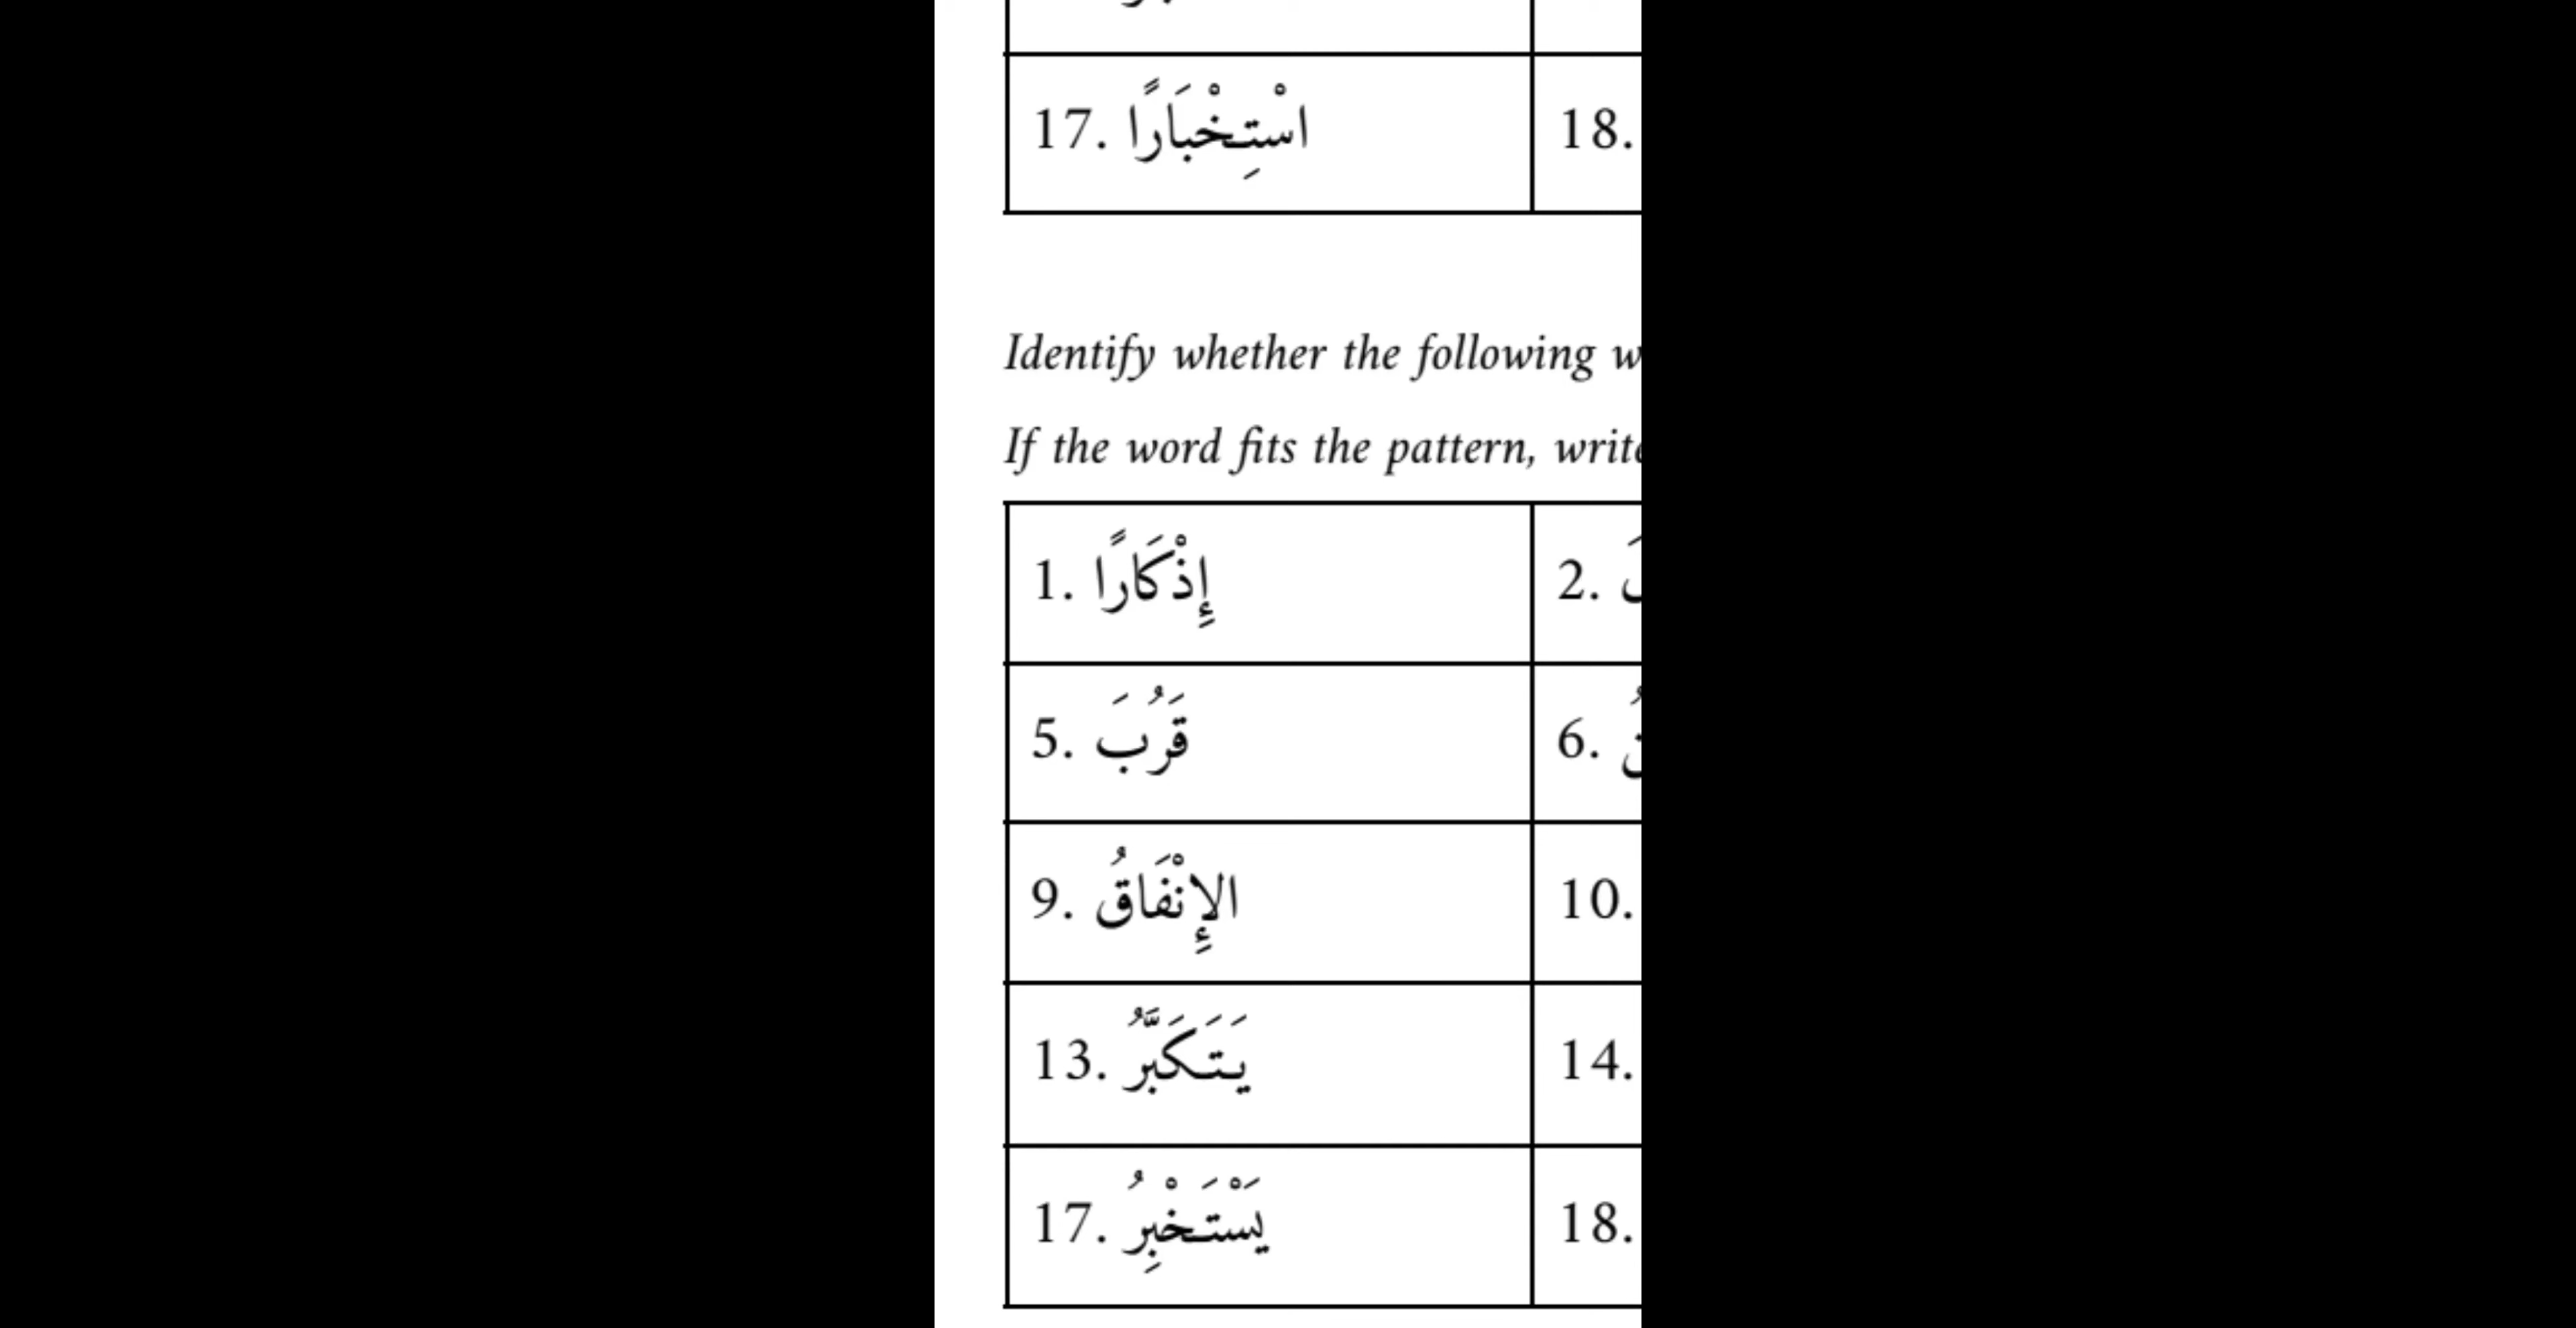 17. اسْتِخْبَارًا 18.
Identify whether the following
If the word fits the pattern,
1. إِذْكَارًا 2.
5. قَرُبَ 6.
9. الإِنْفَاقُ 10.
13. يَتَكَبَّرُ 14.
17. يَسْتَخْبِرُ 18.